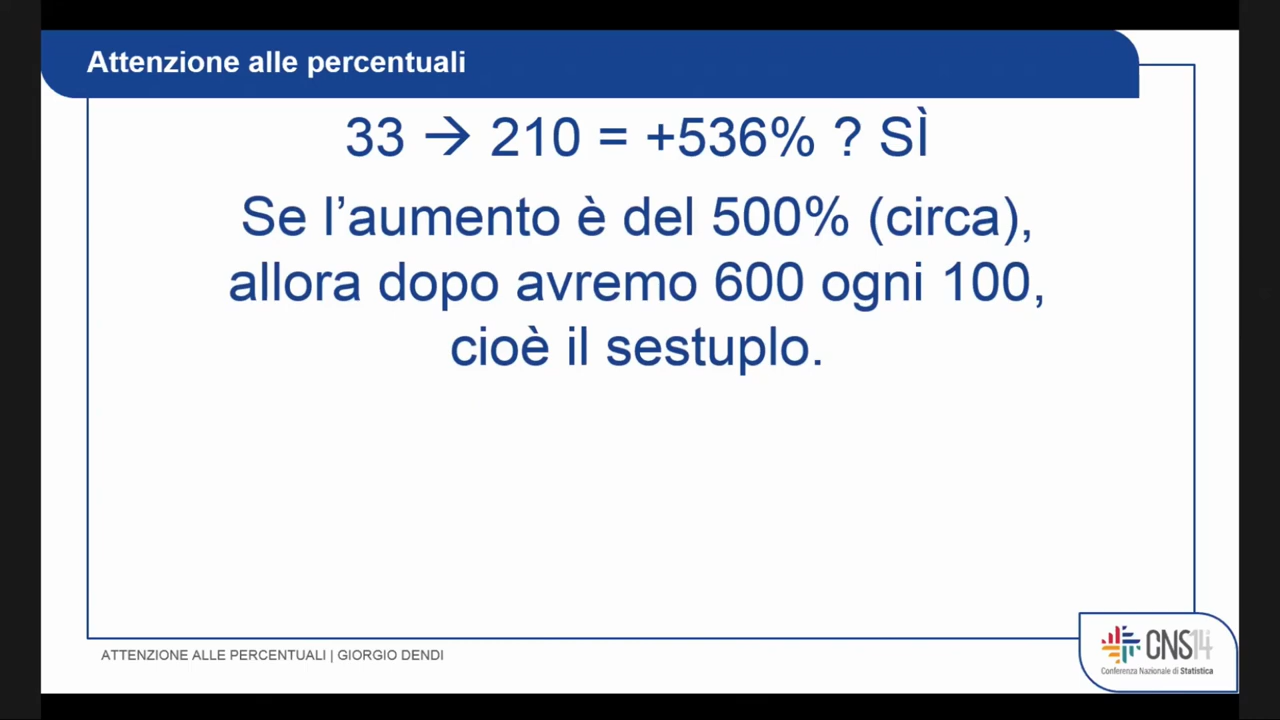 Attenzione alle percentuali
33 → 210 = +536% ? SÌ
Se l’aumento è del 500% (circa),
allora dopo avremo 600 ogni 100,
cioè il sestuplo.
ATTENZIONE ALLE PERCENTUALI | GIORGIO DENDI
CNS14
Conferenza Nazionale di Statistica